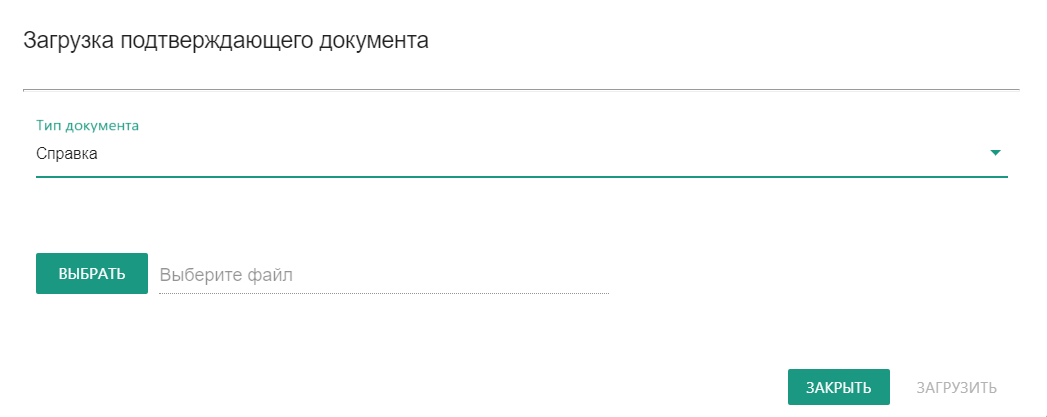 Загрузка подтверждающего документа
Тип документа
Справка
ВЫБРАТЬ Выберите файл
ЗАКРЫТЬ ЗАГРУЗИТЬ